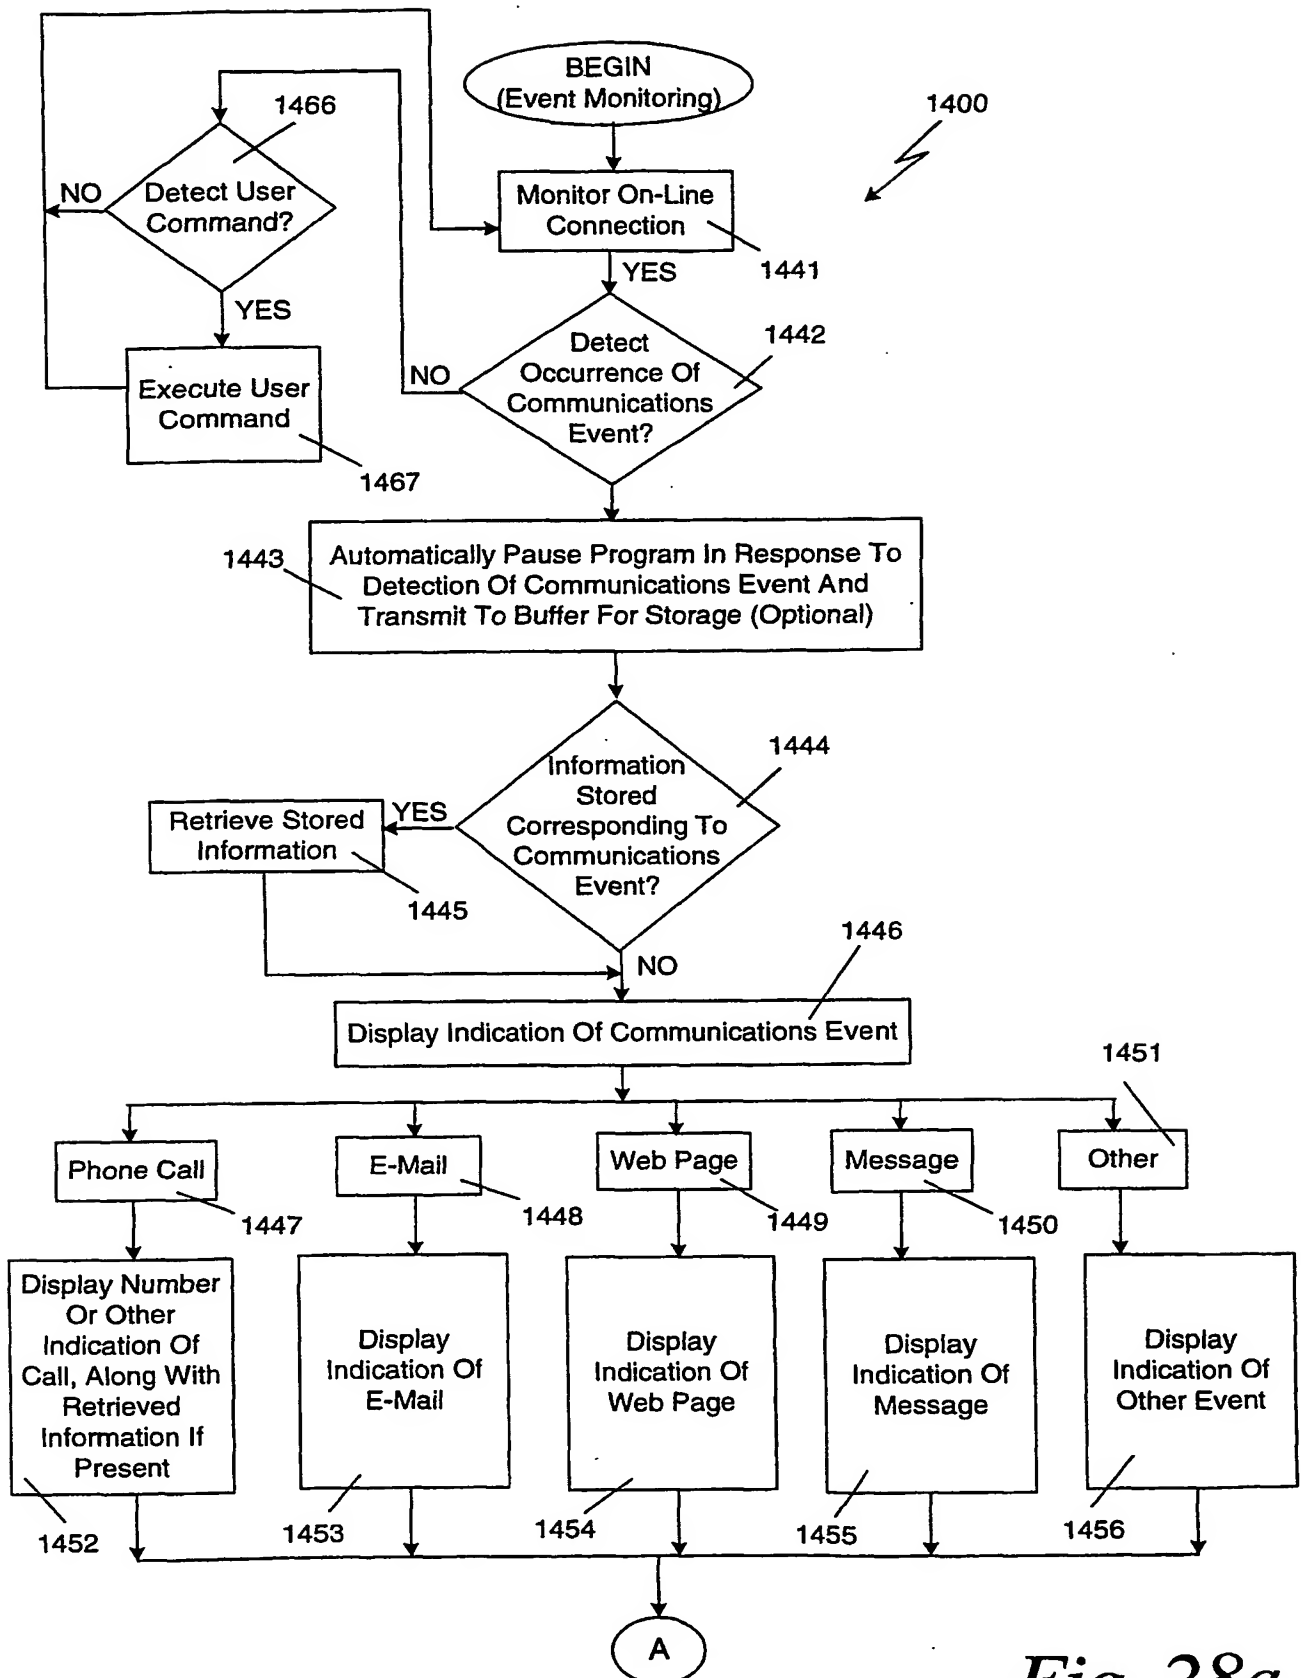 BEGIN
(Event Monitoring)
1400
1466
Detect User
Command?
NO
YES
Monitor On-Line
Connection
1441
YES
1442
Detect
Occurrence Of
Communications
Event?
NO
Execute User
Command
1467
1443
Automatically Pause Program In Response To
Detection Of Communications Event And
Transmit To Buffer For Storage (Optional)
1444
Information
Stored
Corresponding To
Communications
Event?
YES
Retrieve Stored
Information
1445
NO
1446
Display Indication Of Communications Event
1451
Phone Call
1447
E-Mail
1448
Web Page
1449
Message
1450
Other
Display Number
Or Other
Indication Of
Call, Along With
Retrieved
Information If
Present
1452
Display
Indication Of
E-Mail
1453
Display
Indication Of
Web Page
1454
Display
Indication Of
Message
1455
Display
Indication Of
Other Event
1456
A
Fig. 28a